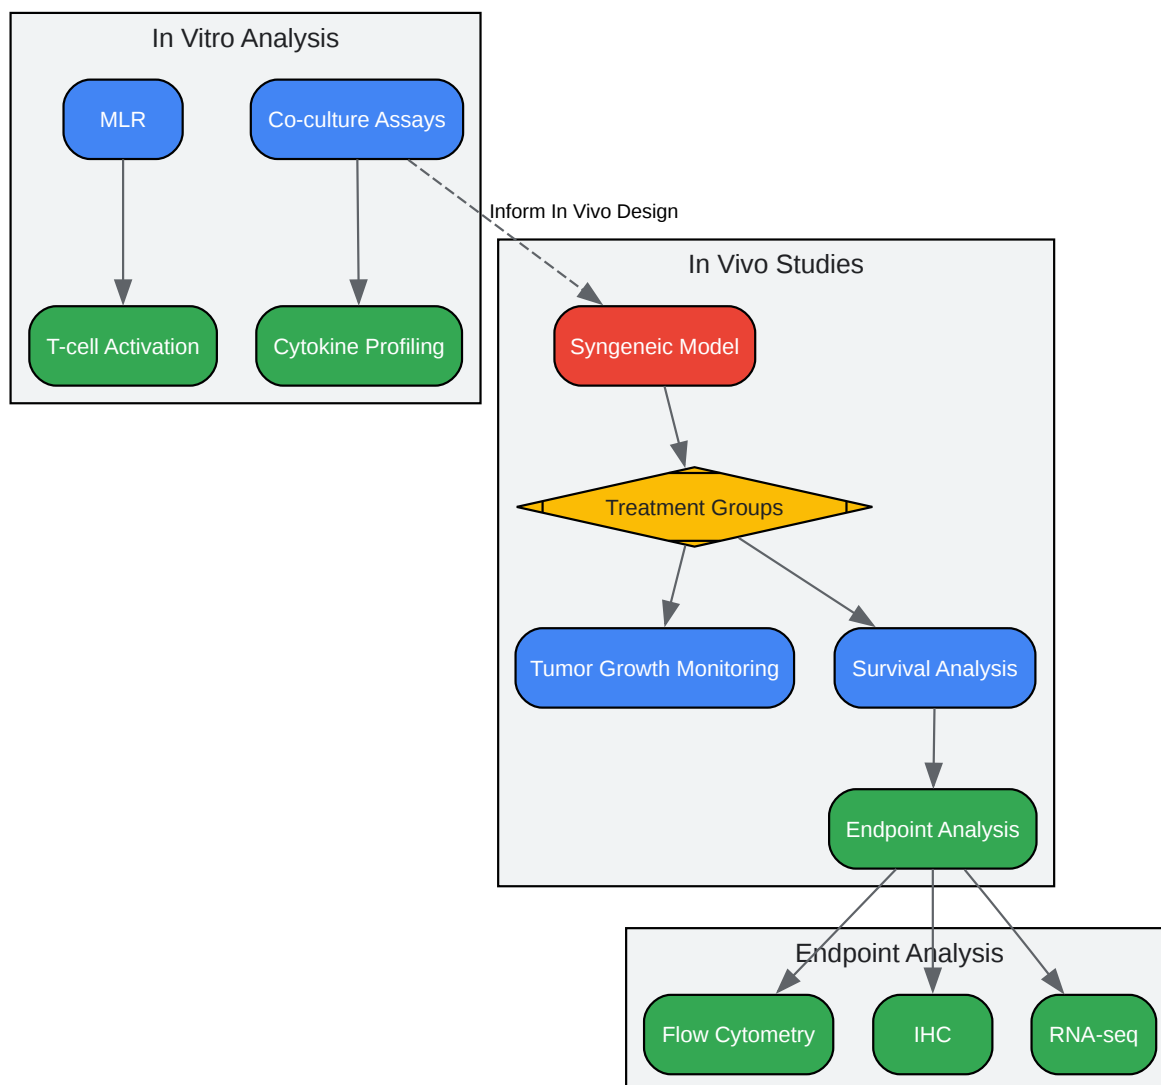 In Vitro Analysis
MLR
Co-culture Assays
Inform In Vivo Design
T-cell Activation
Cytokine Profiling
In Vivo Studies
Syngeneic Model
Treatment Groups
Tumor Growth Monitoring
Survival Analysis
Endpoint Analysis
Endpoint Analysis
Flow Cytometry
IHC
RNA-seq